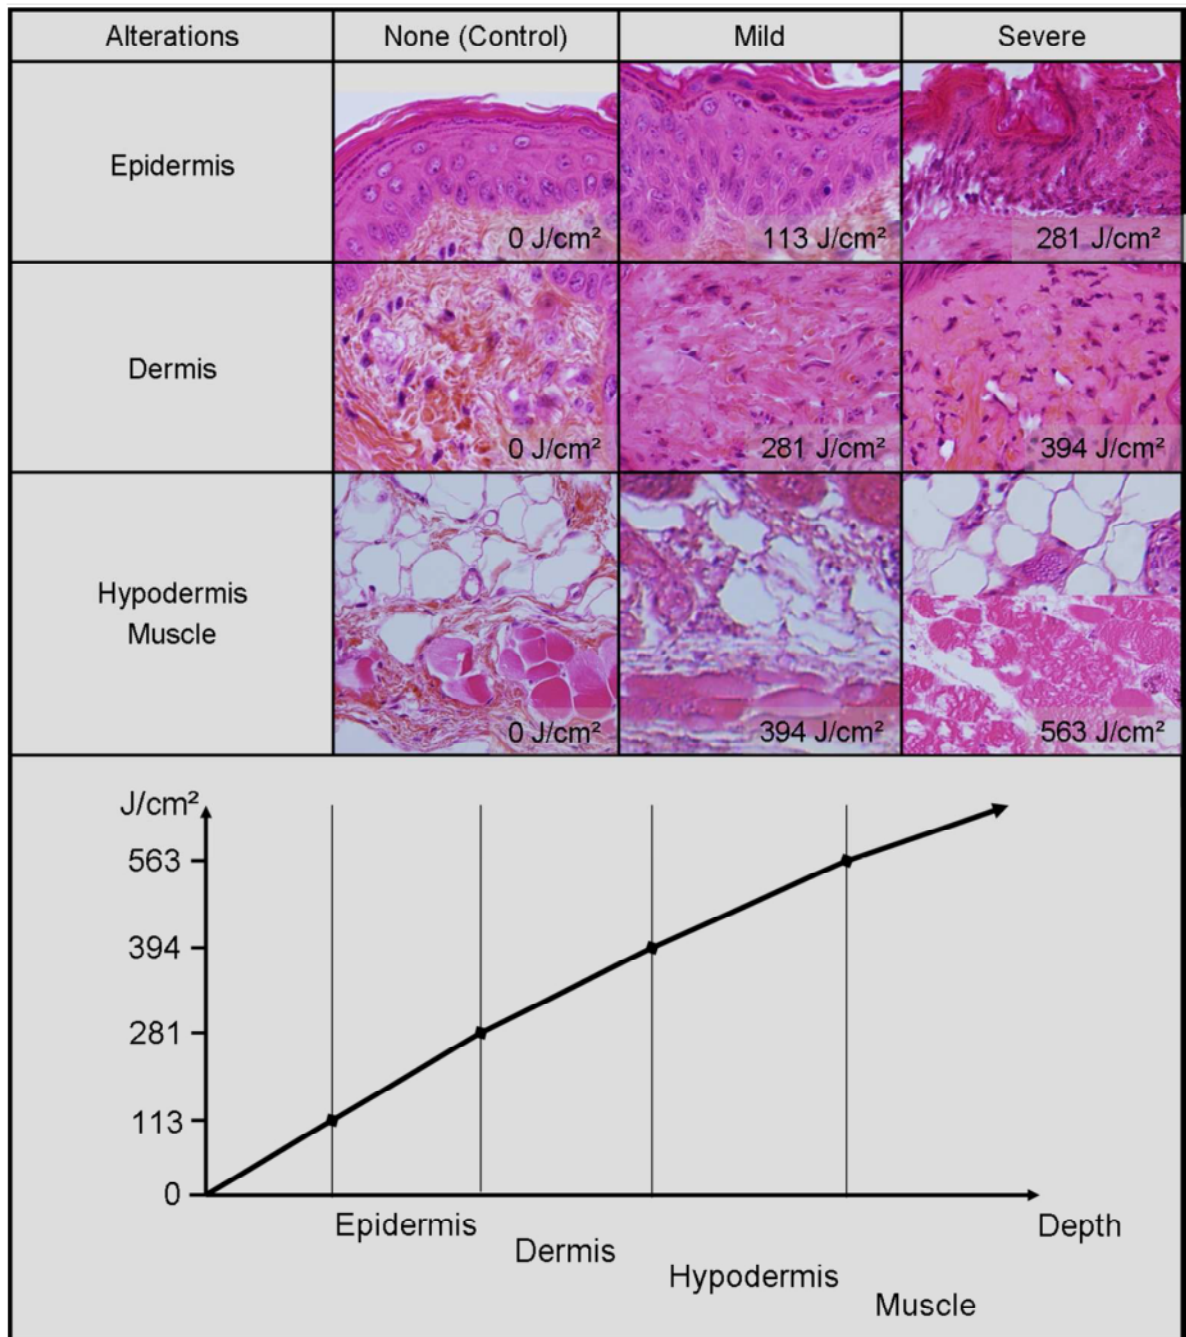 Alterations
None (Control)
Mild
Severe
Epidermis
0 J/cm²
113 J/cm²
281 J/cm²
Dermis
0 J/cm²
281 J/cm²
394 J/cm²
Hypodermis
Muscle
0 J/cm²
394 J/cm²
563 J/cm²
J/cm²
563
394
281
113
0
Epidermis
Dermis
Hypodermis
Muscle
Depth